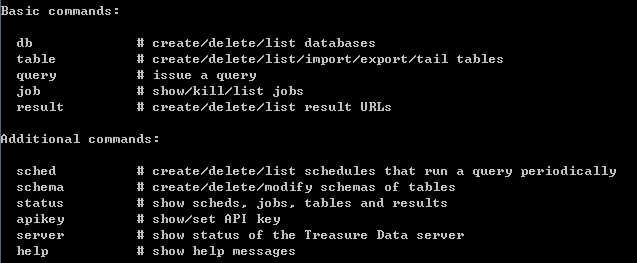 Basic commands:
db # create/delete/list databases
table # create/delete/list/import/export/tail tables
query # issue a query
job # show/kill/list jobs
result # create/delete/list result URLs
Additional commands:
sched # create/delete/list schedules that run a query periodically
schema # create/delete/modify schemas of tables
status # show scheds, jobs, tables and results
apikey # show/set API key
server # show status of the Treasure Data server
help # show help messages